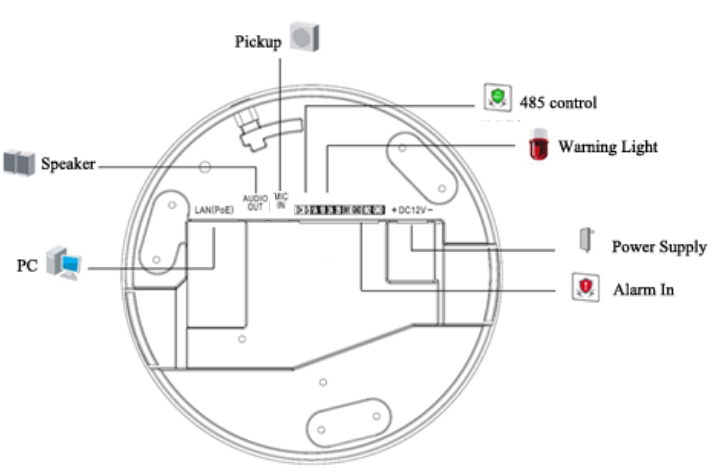 Pickup
485 control
Warning Light
Speaker
LAN(PoE)
AUDIO OUT
MIC IN
+DC12V−
PC
Power Supply
Alarm In